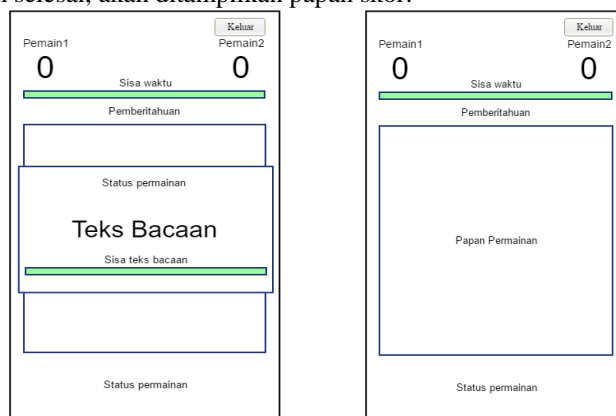 selesai, akan ditampilkan papan skor.
Keluar
Pemain1 Pemain2
0 0
Sisa waktu
Pemberitahuan
Status permainan
Teks Bacaan
Sisa teks bacaan
Status permainan
Keluar
Pemain1 Pemain2
0 0
Sisa waktu
Pemberitahuan
Papan Permainan
Status permainan